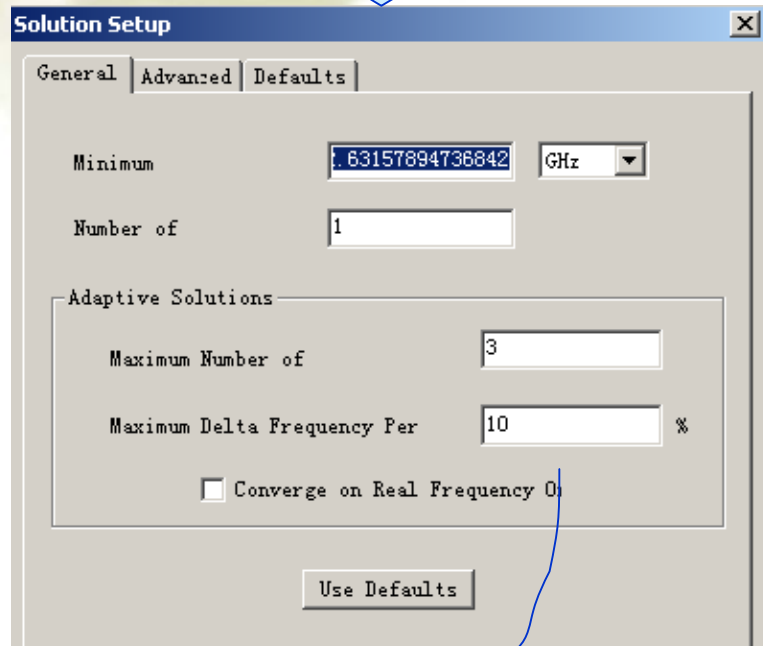 Solution Setup
General Advanced Defaults
Minimum .63157894736842 GHz
Number of 1
Adaptive Solutions
Maximum Number of 3
Maximum Delta Frequency Per 10 %
Converge on Real Frequency
Use Defaults